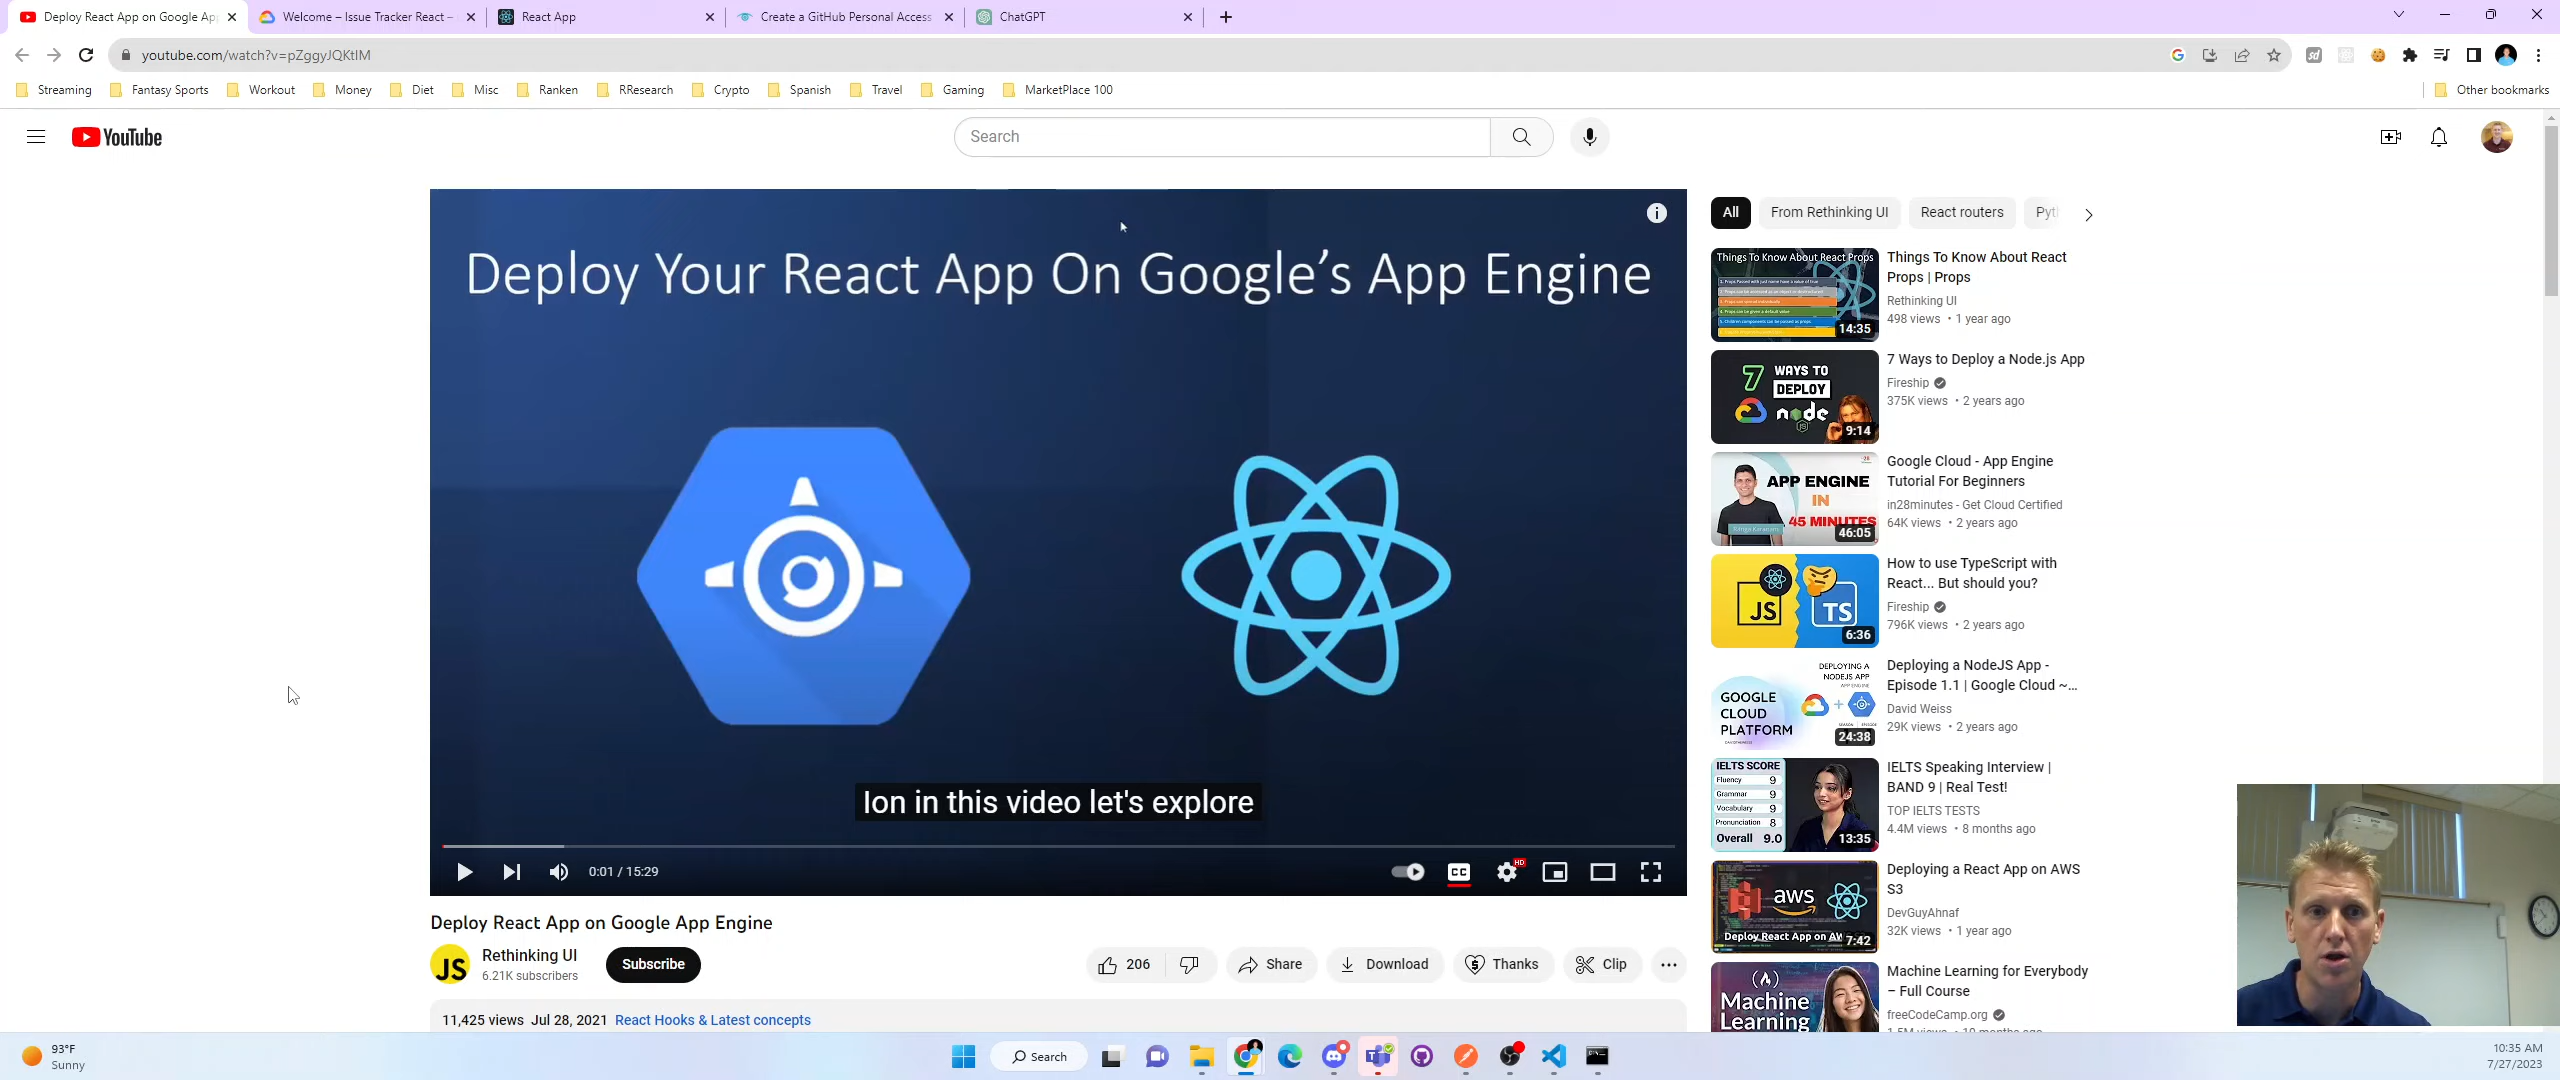 Deploy React App on Google App
Welcome – Issue Tracker React –
React App
Create a GitHub Personal Access
ChatGPT
youtube.com/watch?v=pZggyJQKtIM
Streaming
Fantasy Sports
Workout
Money
Diet
Misc
Ranken
RResearch
Crypto
Spanish
Travel
Gaming
MarketPlace 100
Other bookmarks
YouTube
Search
Deploy Your React App On Google's App Engine
Ion in this video let's explore
0:01 / 15:29
CC
HD
Deploy React App on Google App Engine
JS
Rethinking UI
6.21K subscribers
Subscribe
206
Share
Download
Thanks
Clip
11,425 views Jul 28, 2021 React Hooks & Latest concepts
All
From Rethinking UI
React routers
Things To Know About React Props
14:35
Things To Know About React
Props | Props
Rethinking UI
498 views • 1 year ago
7 WAYS TO
DEPLOY
node
JS
9:14
7 Ways to Deploy a Node.js App
Fireship
375K views • 2 years ago
APP ENGINE
IN
45 MINUTES
46:05
Google Cloud - App Engine
Tutorial For Beginners
in28minutes - Get Cloud Certified
64K views • 2 years ago
JS
TS
6:36
How to use TypeScript with
React... But should you?
Fireship
796K views • 2 years ago
DEPLOYING A
NODEJS APP
GOOGLE
CLOUD
PLATFORM
24:38
Deploying a NodeJS App -
Episode 1.1 | Google Cloud ~...
David Weiss
29K views • 2 years ago
IELTS SCORE
Fluency 9
Grammar 9
Vocabulary 9
Pronunciation 8
Overall 9.0
13:35
IELTS Speaking Interview |
BAND 9 | Real Test!
TOP IELTS TESTS
4.4M views • 8 months ago
aws
Deploy React App on AW
7:42
Deploying a React App on AWS
S3
DevGuyAhnaf
32K views • 1 year ago
Machine
Learning
Machine Learning for Everybody
– Full Course
freeCodeCamp.org
93°F
Sunny
Search
10:35 AM
7/27/2023